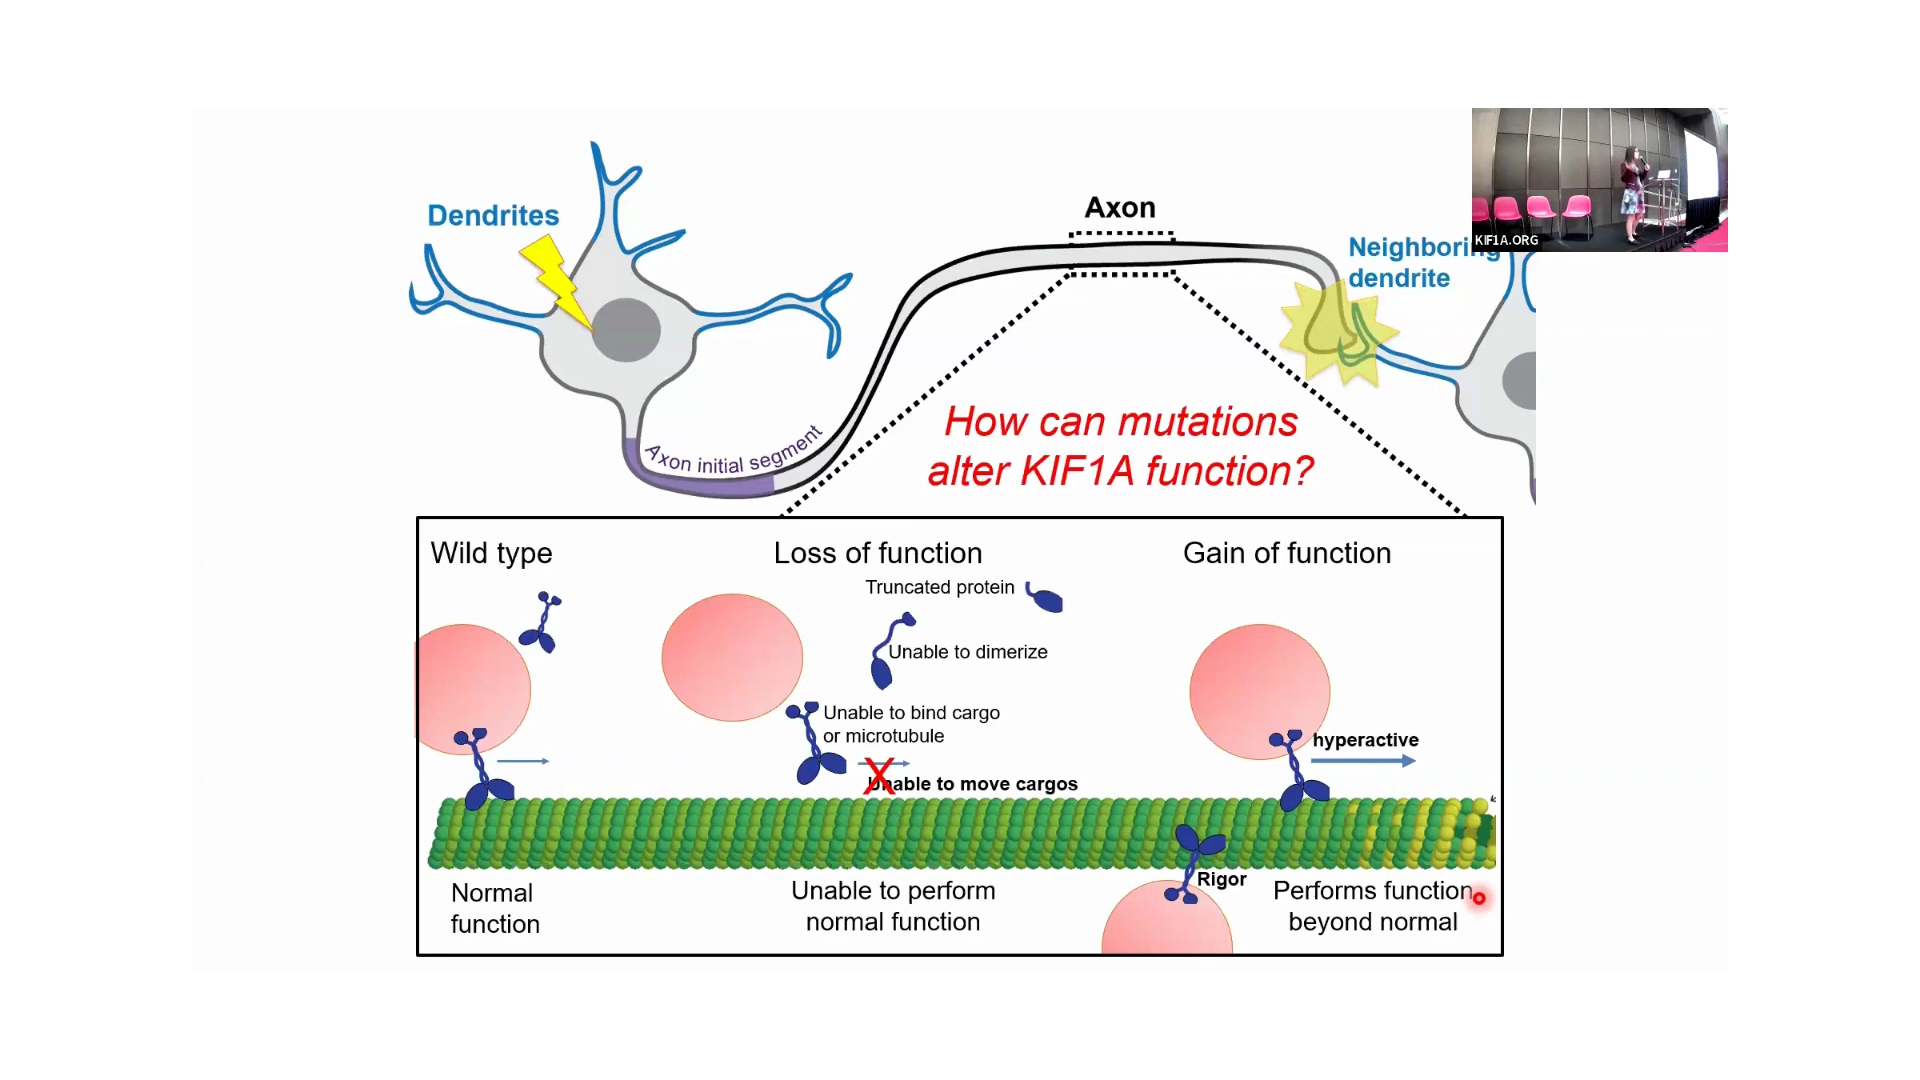 Dendrites
Axon
KIF1A.ORG
Neighboring
dendrite
Axon initial segment
How can mutations
alter KIF1A function?
Wild type
Loss of function
Gain of function
Truncated protein
Unable to dimerize
Unable to bind cargo
or microtubule
hyperactive
X
Unable to move cargos
Rigor
Normal
function
Unable to perform
normal function
Performs function
beyond normal